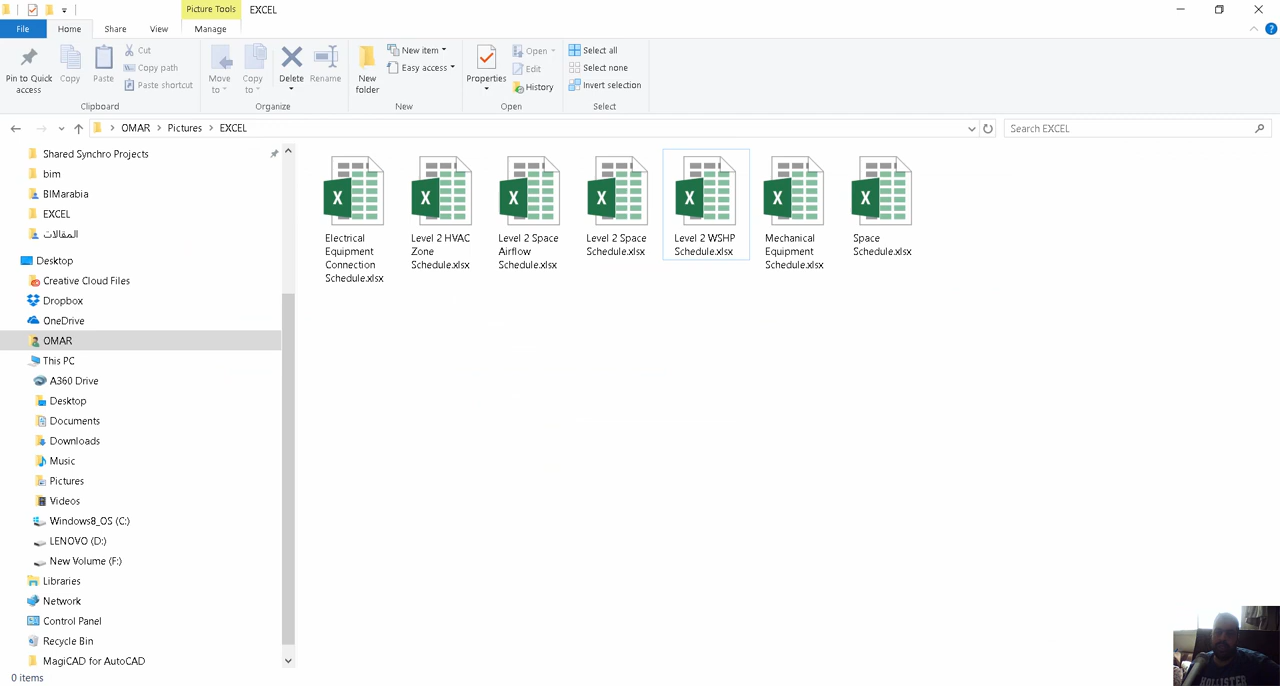 Picture Tools
EXCEL
File
Home
Share
View
Manage
Pin to Quick access
Copy
Paste
Cut
Copy path
Paste shortcut
Clipboard
Move to
Copy to
Delete
Rename
Organize
New folder
New item
Easy access
New
Properties
Open
Edit
History
Open
Select all
Select none
Invert selection
Select
OMAR
Pictures
EXCEL
Search EXCEL
Shared Synchro Projects
bim
BIMarabia
EXCEL
المقالات
Desktop
Creative Cloud Files
Dropbox
OneDrive
OMAR
This PC
A360 Drive
Desktop
Documents
Downloads
Music
Pictures
Videos
Windows8_OS (C:)
LENOVO (D:)
New Volume (F:)
Libraries
Network
Control Panel
Recycle Bin
MagiCAD for AutoCAD
Electrical
Equipment
Connection
Schedule.xlsx
Level 2 HVAC
Zone
Schedule.xlsx
Level 2 Space
Airflow
Schedule.xlsx
Level 2 Space
Schedule.xlsx
Level 2 WSHP
Schedule.xlsx
Mechanical
Equipment
Schedule.xlsx
Space
Schedule.xlsx
0 items
HOLLISTER